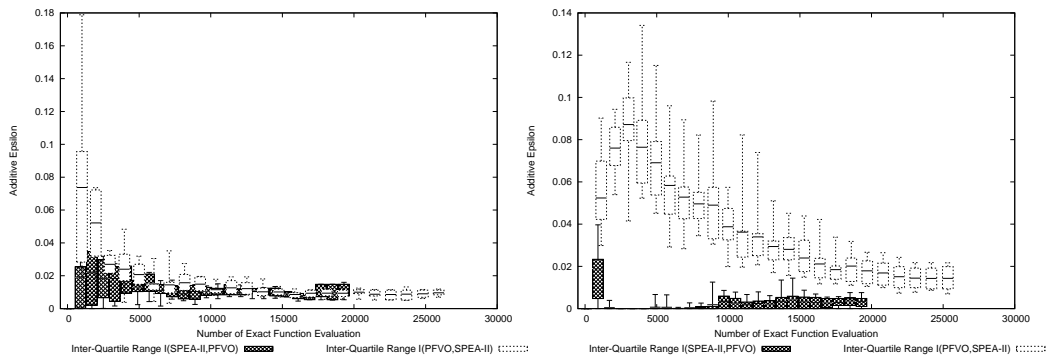 0.18
0.16
0.14
0.12
0.1
0.08
0.06
0.04
0.02
0
Additive Epsilon
0 5000 10000 15000 20000 25000 30000
Number of Exact Function Evaluation
Inter-Quartile Range I(SPEA-II,PFVO) Inter-Quartile Range I(PFVO,SPEA-II)
0.14
0.12
0.1
0.08
0.06
0.04
0.02
0
Additive Epsilon
0 5000 10000 15000 20000 25000 30000
Number of Exact Function Evaluation
Inter-Quartile Range I(SPEA-II,PFVO) Inter-Quartile Range I(PFVO,SPEA-II)